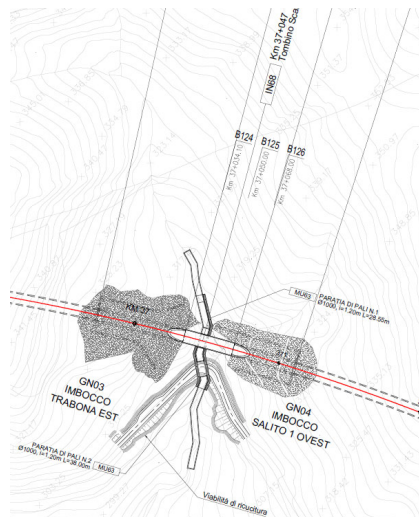 Km 37+047
Tombino Sca
IN68
B124
B125
B126
Km 37+034,10
Km 37+050,00
Km 37+068,00
MU63
PARATIA DI PALI N.1
Ø1000, i=1.20m L=28.55m
KM 37
GN03
IMBOCCO
TRABONA EST
GN04
IMBOCCO
SALITO 1 OVEST
PARATIA DI PALI N.2
Ø1000, i=1.20m L=36.00m
MU63
Viabilità di ricucitura